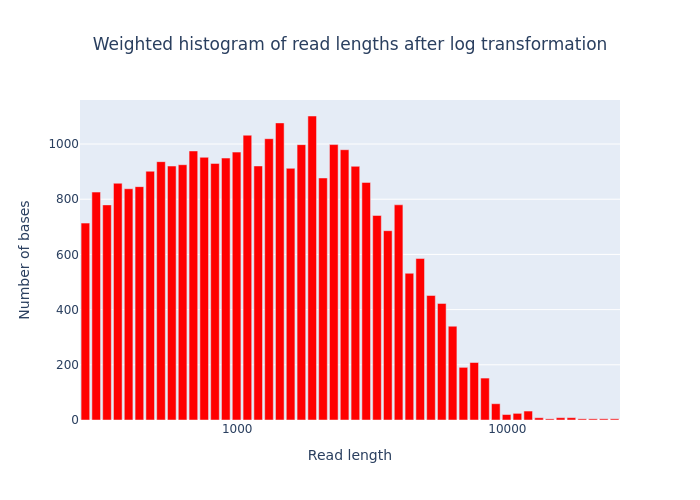 Weighted histogram of read lengths after log transformation
Number of bases
1000
800
600
400
200
0
1000
10000
Read length